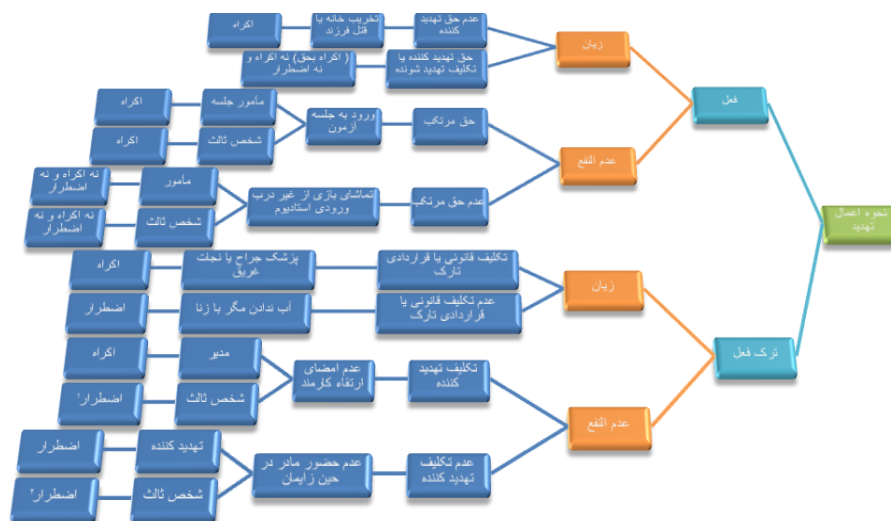 نحوه اعمال
تهدید
فعل
زیان
عدم حق تهدید
کننده
تخریب خانه یا
قتل فرزند
اکراه
حق تهدید کننده یا
تکلیف تهدید شونده
( اکراه بحق) نه اکراه و
نه اضطرار
عدم النفع
حق مرتکب
ورود به جلسه
آزمون
مامور جلسه
اکراه
شخص ثالث
اکراه
عدم حق مرتکب
تماشای بازی از غیر درب
ورودی استادیوم
مامور
نه اکراه و نه
اضطرار
شخص ثالث
نه اکراه و نه
اضطرار
ترک فعل
زیان
تکلیف قانونی یا قراردادی
تارک
پزشک جراح یا نجات
غریق
اکراه
عدم تکلیف قانونی یا
قراردادی تارک
آب ندادن مگر با زنا
اضطرار
عدم النفع
تکلیف تهدید
کننده
عدم امضای
ارتقاء کارمند
مدیر
اکراه
شخص ثالث
اضطرار۱
عدم تکلیف
تهدید کننده
عدم حضور مادر در
حین زایمان
تهدید کننده
اضطرار
شخص ثالث
اضطرار۲